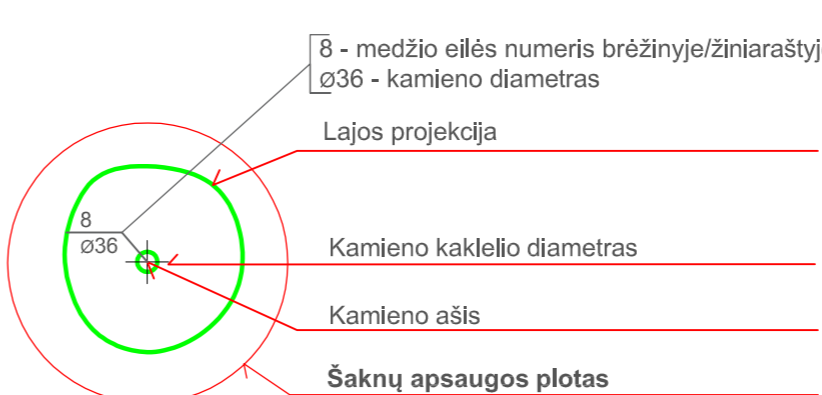 8 - medžio eilės numeris brėžinyje/žiniaraštyj
Ø36 - kamieno diametras
Lajos projekcija
8
Ø36
Kamieno kaklelio diametras
Kamieno ašis
Šaknų apsaugos plotas